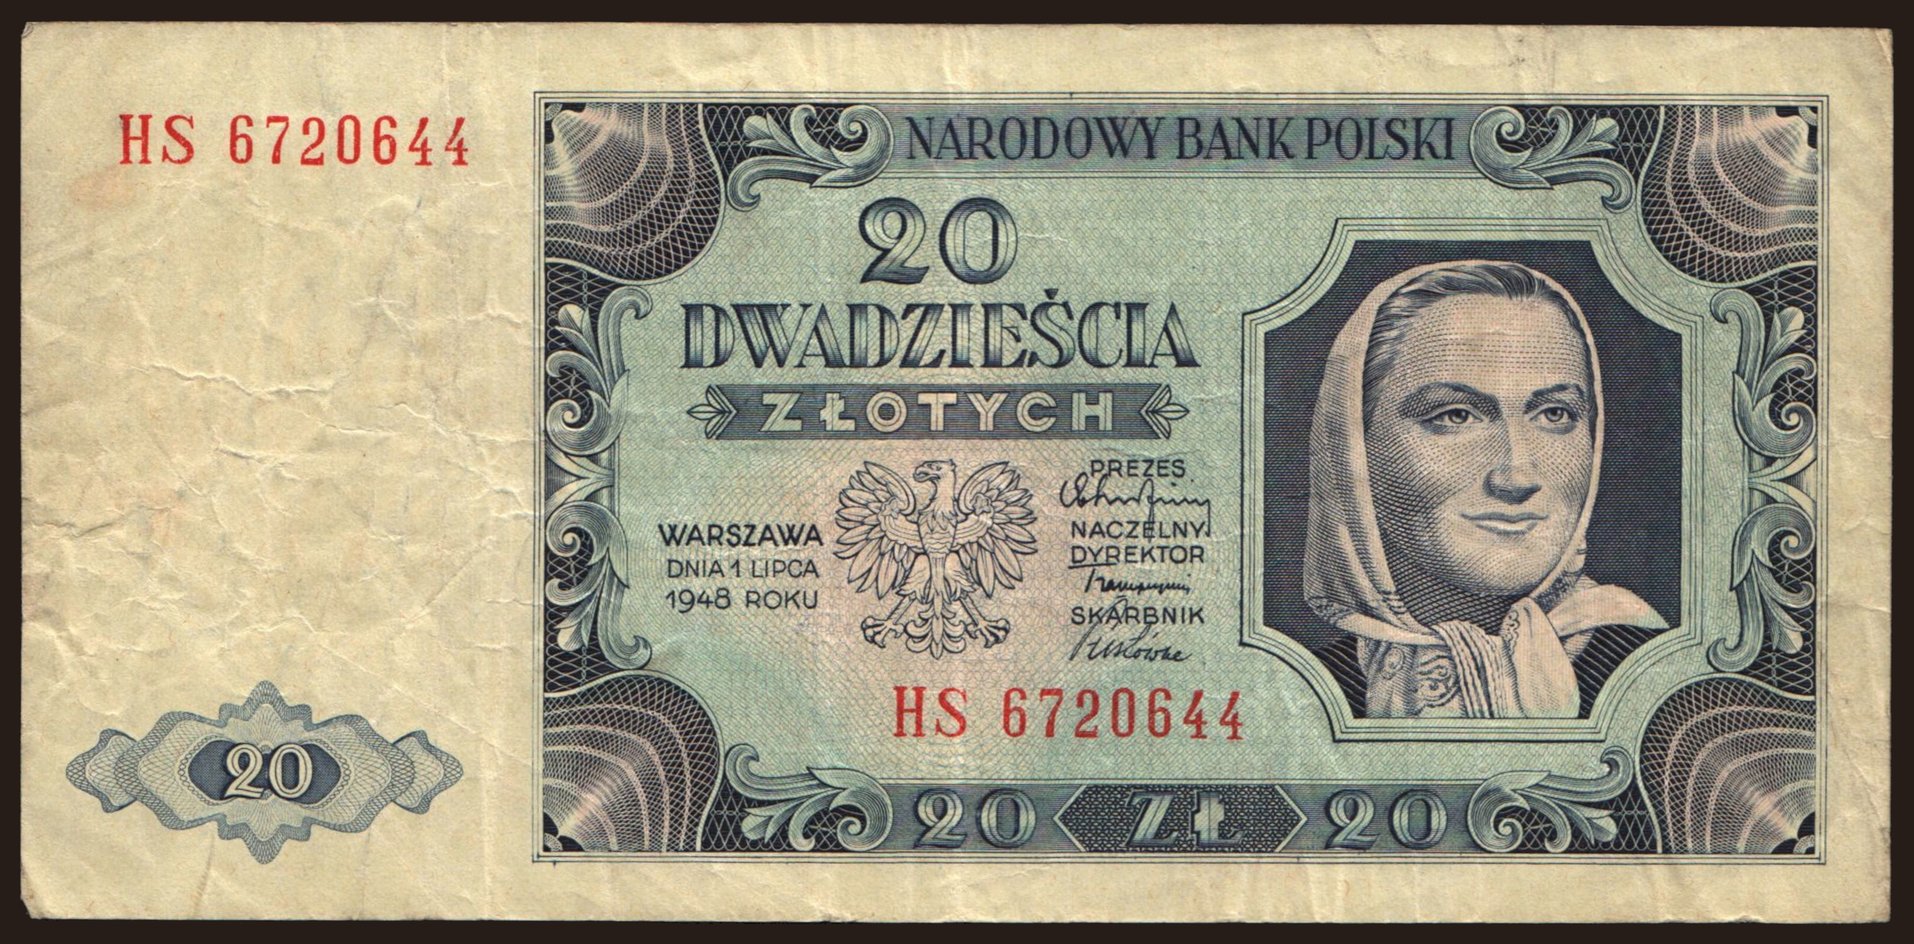 HS 6720644
NARODOWY BANK POLSKI
20
DWADZIEŚCIA
ZŁOTYCH
WARSZAWA
DNIA 1 LIPCA
1948 ROKU
PREZES
NACZELNY
DYREKTOR
SKARBNIK
HS 6720644
20
20 ZŁ 20